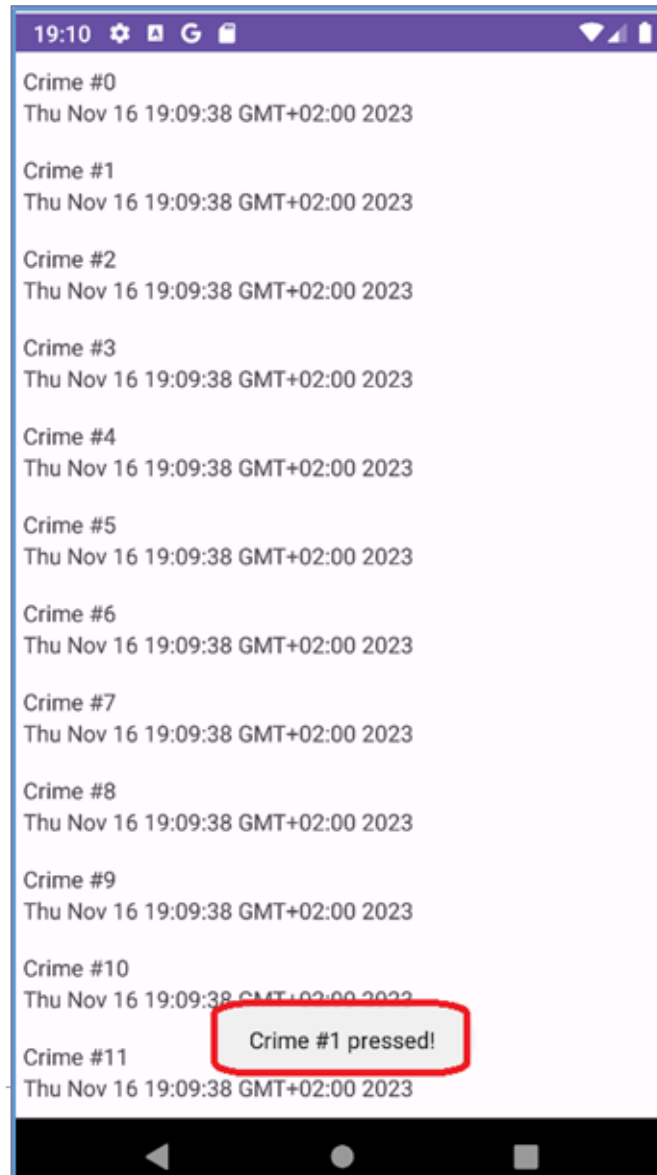 19:10
Crime #0
Thu Nov 16 19:09:38 GMT+02:00 2023
Crime #1
Thu Nov 16 19:09:38 GMT+02:00 2023
Crime #2
Thu Nov 16 19:09:38 GMT+02:00 2023
Crime #3
Thu Nov 16 19:09:38 GMT+02:00 2023
Crime #4
Thu Nov 16 19:09:38 GMT+02:00 2023
Crime #5
Thu Nov 16 19:09:38 GMT+02:00 2023
Crime #6
Thu Nov 16 19:09:38 GMT+02:00 2023
Crime #7
Thu Nov 16 19:09:38 GMT+02:00 2023
Crime #8
Thu Nov 16 19:09:38 GMT+02:00 2023
Crime #9
Thu Nov 16 19:09:38 GMT+02:00 2023
Crime #10
Thu Nov 16 19:09:38 GMT+02:00 2023
Crime #1 pressed!
Crime #11
Thu Nov 16 19:09:38 GMT+02:00 2023